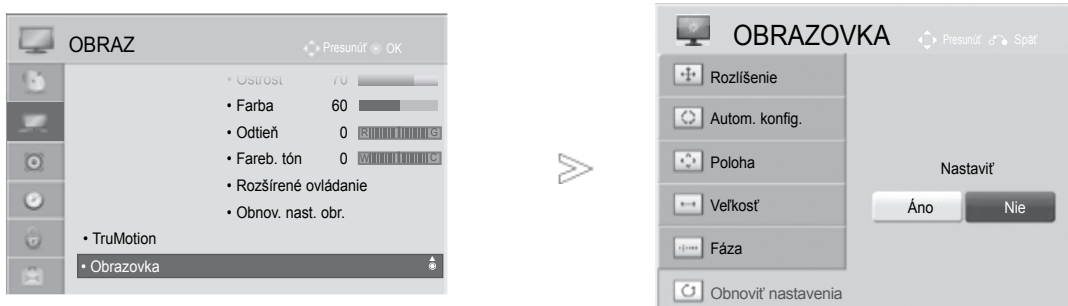 OBRAZ
Presunúť OK
• Ostrosť 70
• Farba 60
• Odtieň 0 R G
• Fareb. tón 0 W C
• Rozšírené ovládanie
• Obnov. nast. obr.
• TruMotion
• Obrazovka
OBRAZOVKA
Presunúť Späť
Rozlíšenie
Autom. konfig.
Poloha
Veľkosť
Fáza
Obnoviť nastavenia
Nastaviť
Áno Nie